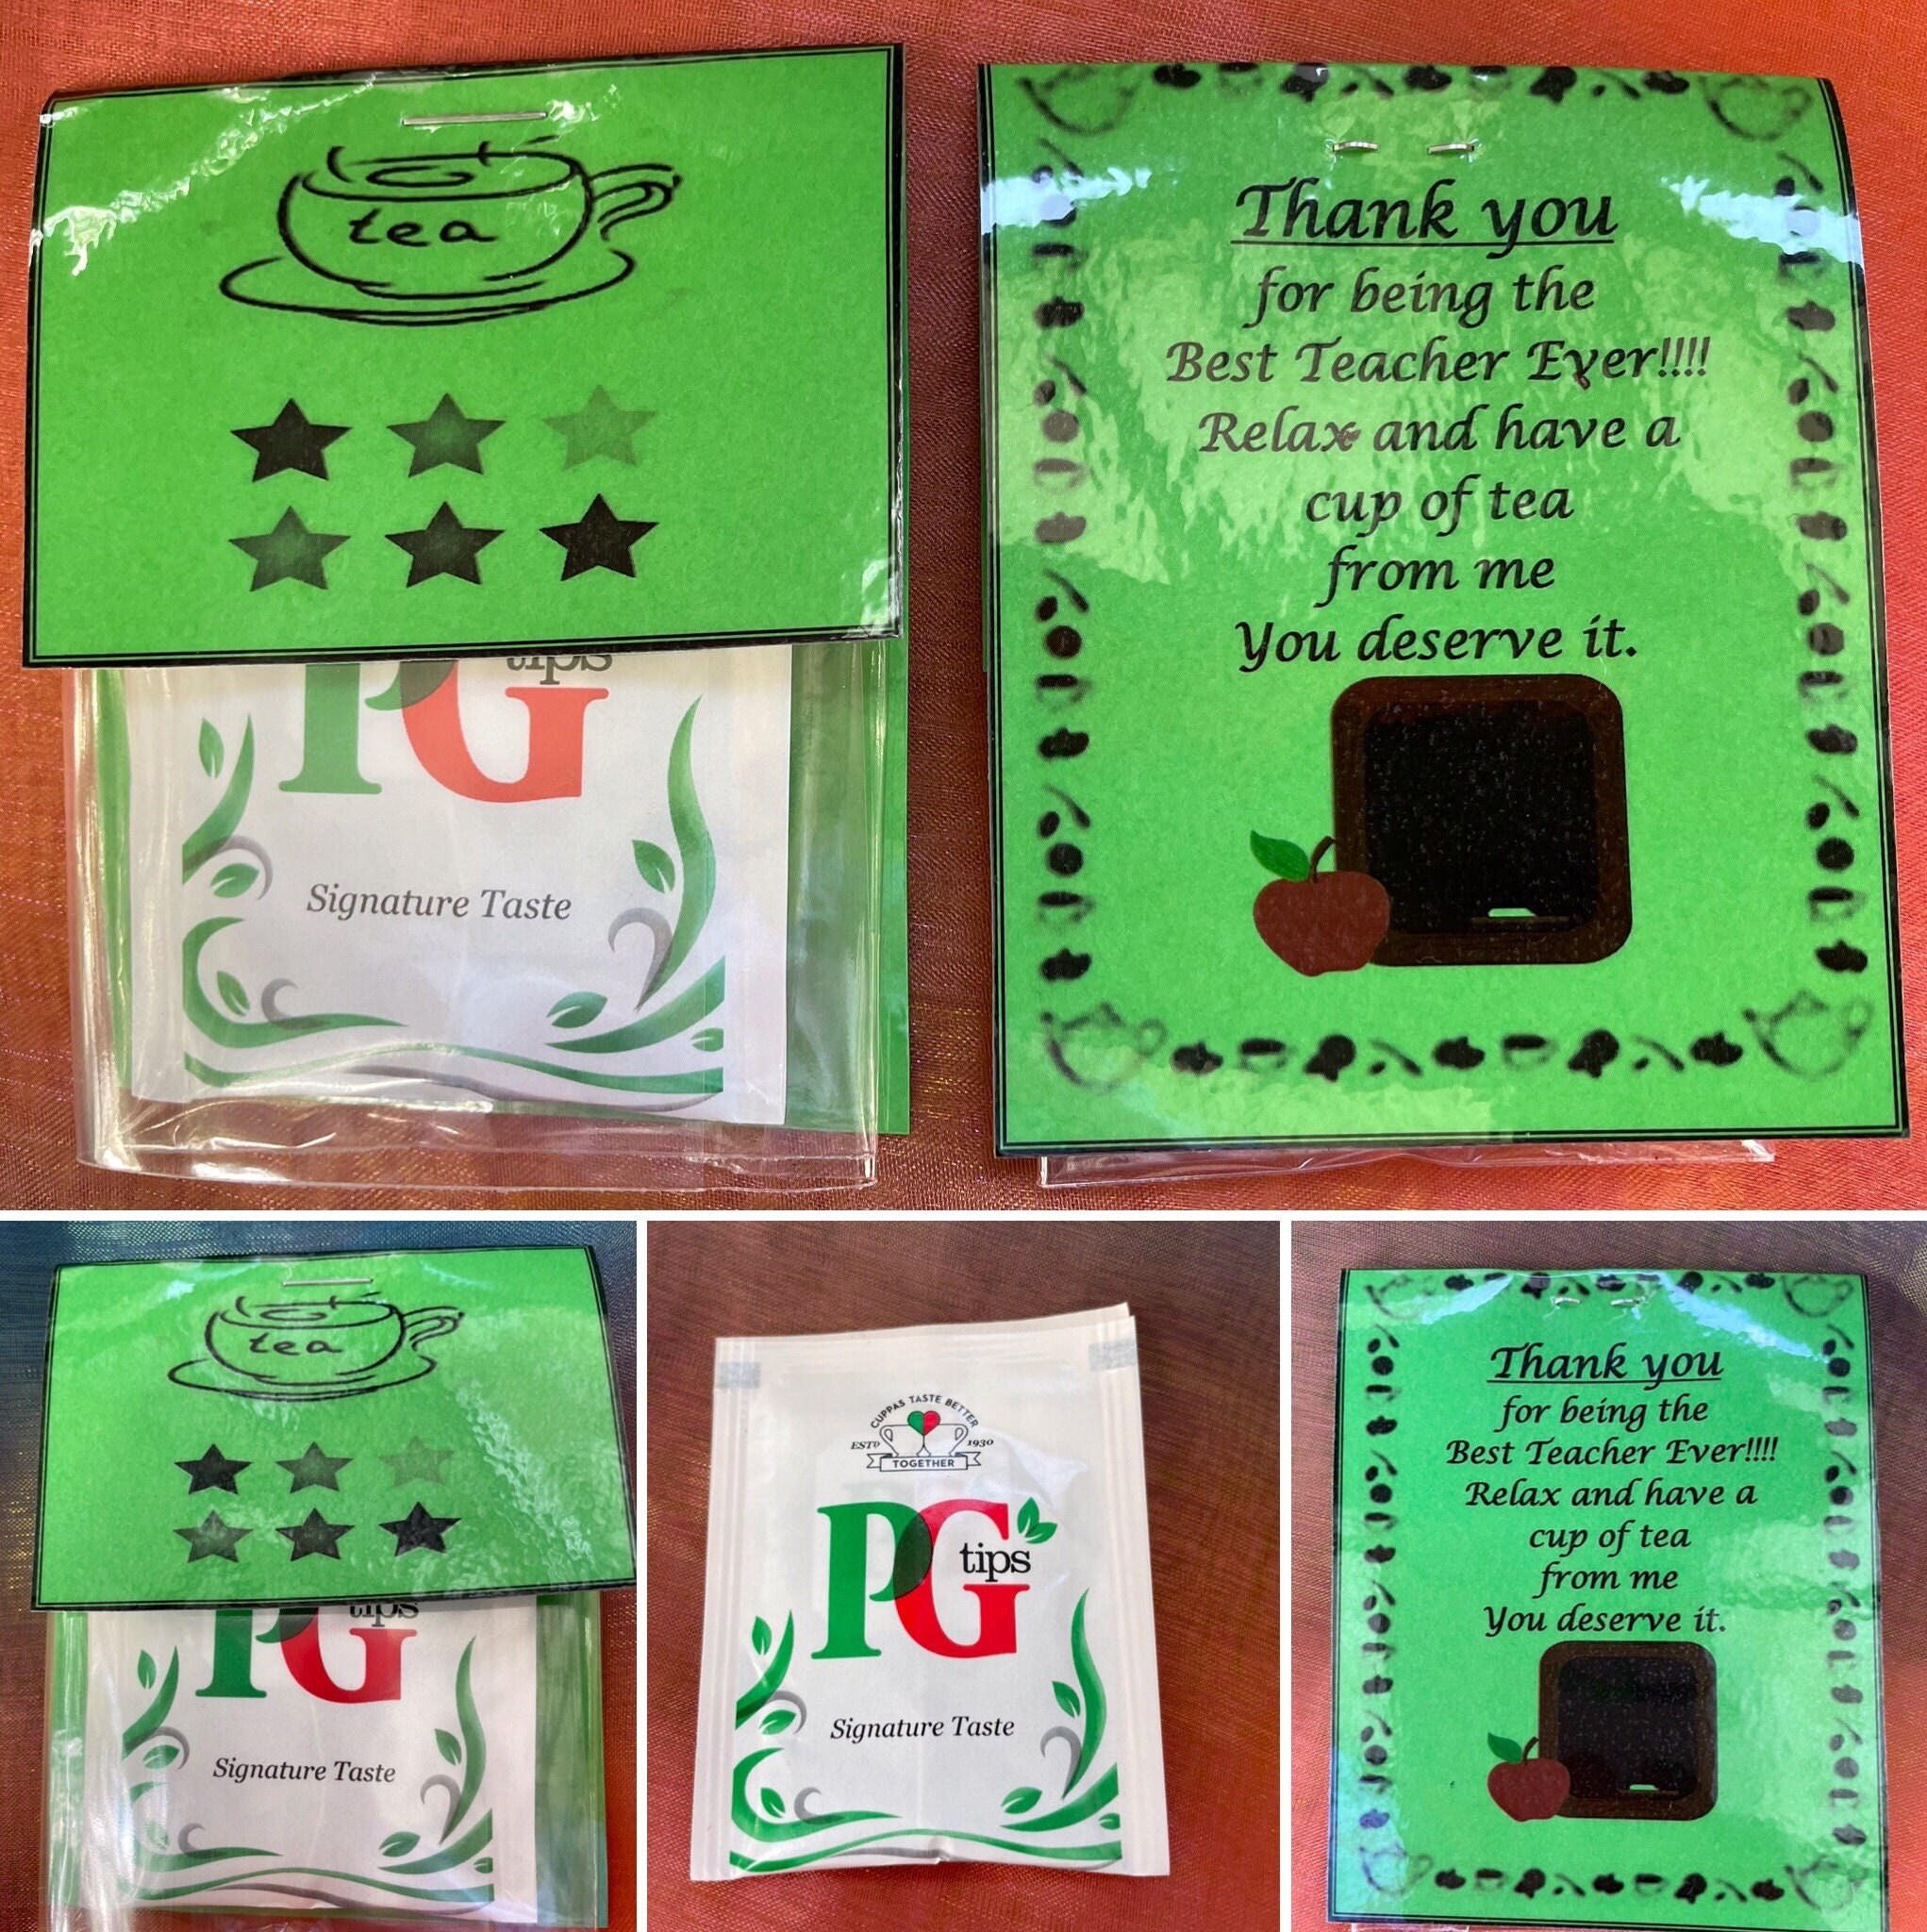 tea
tips
PG
Signature Taste
Thank you
for being the
Best Teacher Ever!!!!
Relax and have a
cup of tea
from me
You deserve it.
tea
tips
PG
Signature Taste
CUPPAS TASTE BETTER
ESTD 1930
TOGETHER
PG
tips
Signature Taste
Thank you
for being the
Best Teacher Ever!!!!
Relax and have a
cup of tea
from me
You deserve it.